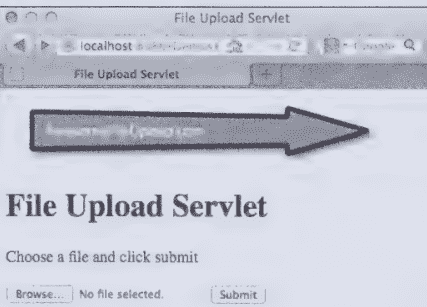 File Upload Servlet
localhost
File Upload Servlet
File Upload Servlet
Choose a file and click submit
Browse... No file selected. Submit